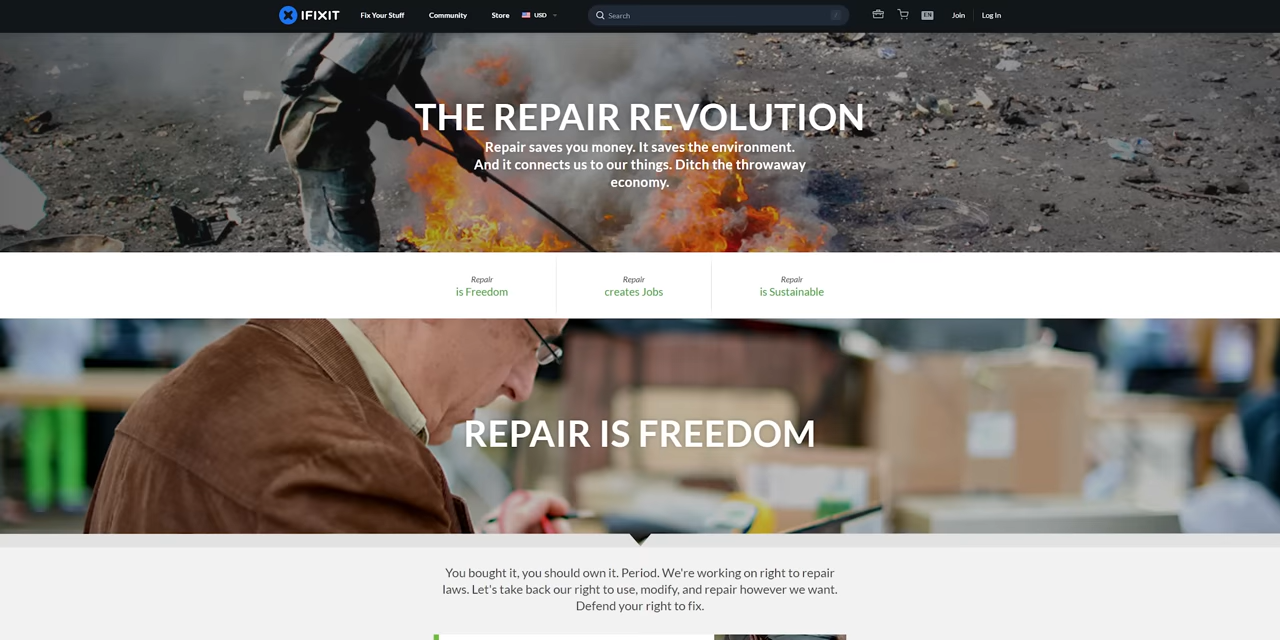 IFIXIT
Fix Your Stuff
Community
Store
USD
Search
/
EN
Join
Log In
THE REPAIR REVOLUTION
Repair saves you money. It saves the environment.
And it connects us to our things. Ditch the throwaway
economy.
Repair
is Freedom
Repair
creates Jobs
Repair
is Sustainable
REPAIR IS FREEDOM
You bought it, you should own it. Period. We're working on right to repair
laws. Let's take back our right to use, modify, and repair however we want.
Defend your right to fix.